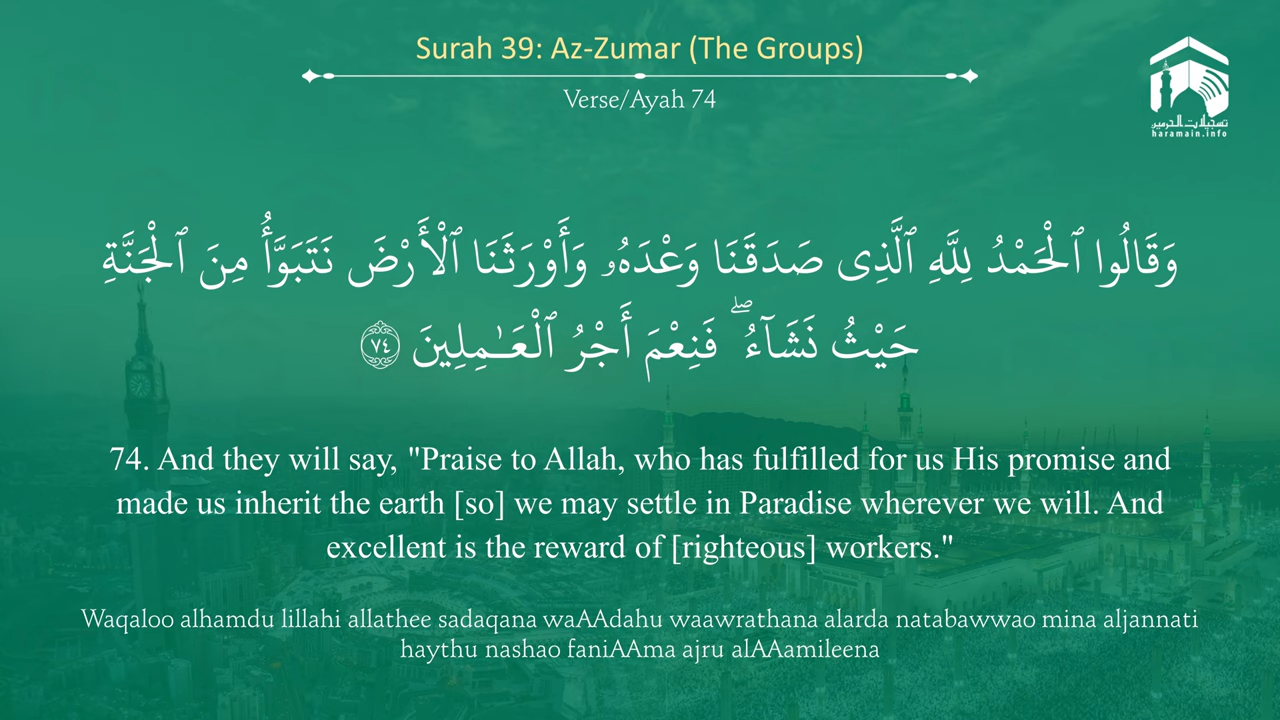 Surah 39: Az-Zumar (The Groups)
Verse/Ayah 74
تسجيلات الحرمين
haramain.info
وَقَالُوا ٱلْحَمْدُ لِلَّهِ ٱلَّذِى صَدَقَنَا وَعْدَهُۥ وَأَوْرَثَنَا ٱلْأَرْضَ نَتَبَوَّأُ مِنَ ٱلْجَنَّةِ
حَيْثُ نَشَآءُ ۖ فَنِعْمَ أَجْرُ ٱلْعَـٰمِلِينَ ٧٤
74. And they will say, "Praise to Allah, who has fulfilled for us His promise and
made us inherit the earth [so] we may settle in Paradise wherever we will. And
excellent is the reward of [righteous] workers."
Waqaloo alhamdu lillahi allathee sadaqana waAAdahu waawrathana alarda natabawwao mina aljannati
haythu nashao faniAAma ajru alAAamileena